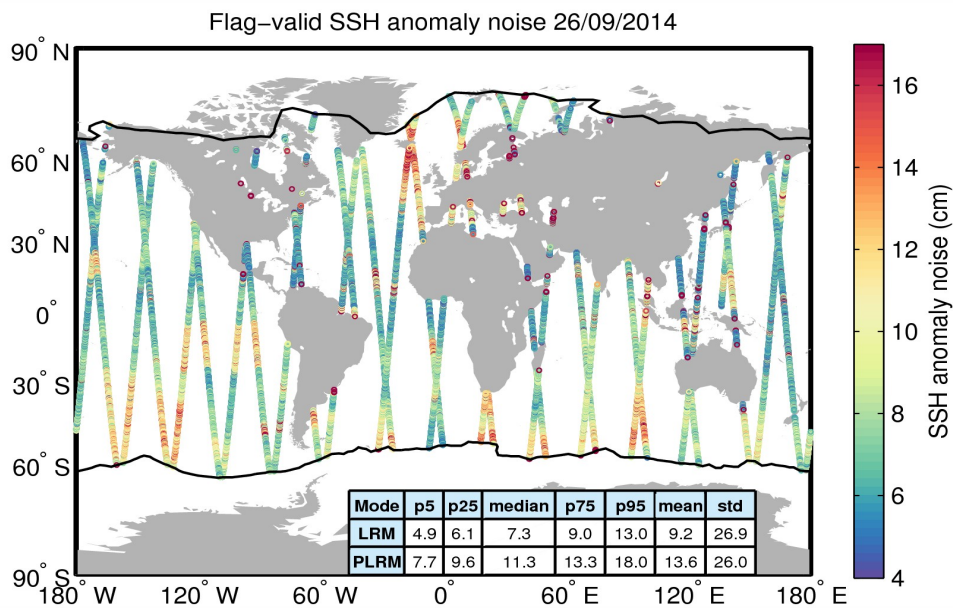 Flag−valid SSH anomaly noise 26/09/2014
90° N
60° N
30° N
0°
30° S
60° S
90° S
180° W
120° W
60° W
0°
60° E
120° E
180° E
16
14
12
10
8
6
4
SSH anomaly noise (cm)
Mode p5 p25 median p75 p95 mean std
LRM 4.9 6.1 7.3 9.0 13.0 9.2 26.9
PLRM 7.7 9.6 11.3 13.3 18.0 13.6 26.0